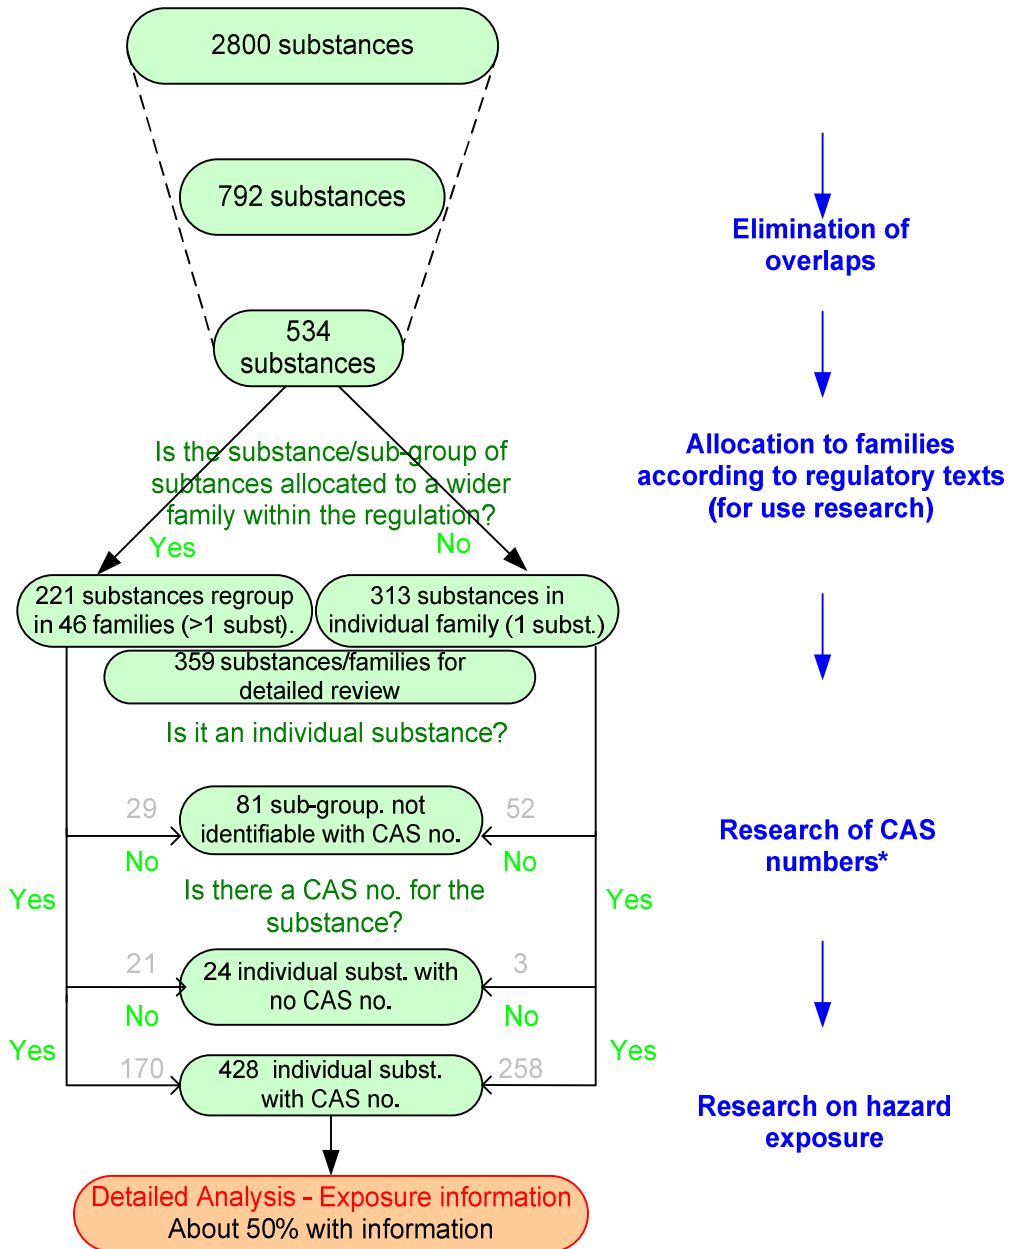 2800 substances
792 substances
Elimination of
overlaps
534
substances
Is the substance/sub-group of
subtances allocated to a wider
family within the regulation?
Yes
No
Allocation to families
according to regulatory texts
(for use research)
221 substances regroup
in 46 families (>1 subst).
313 substances in
individual family (1 subst.)
359 substances/families for
detailed review
Is it an individual substance?
29
81 sub-group. not
identifiable with CAS no.
52
No
No
Research of CAS
numbers*
Yes
Is there a CAS no. for the
substance?
Yes
21
24 individual subst. with
no CAS no.
3
No
No
Yes
Yes
170
428 individual subst.
with CAS no.
258
Research on hazard
exposure
Detailed Analysis - Exposure information
About 50% with information